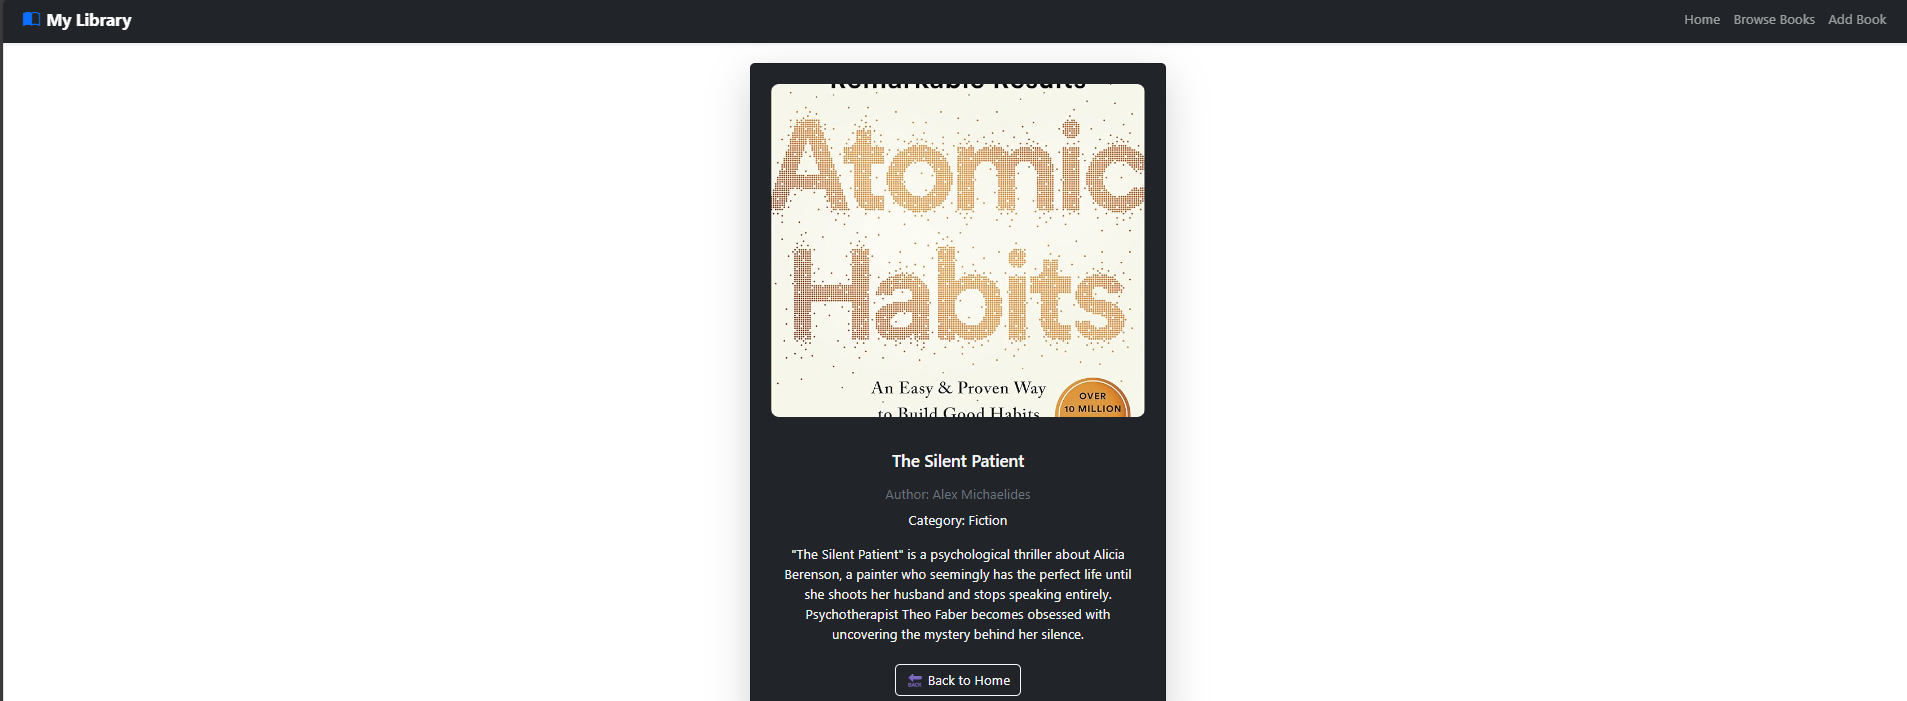 My Library
Home Browse Books Add Book
Remarkable Results
Atomic
Habits
An Easy & Proven Way
to Build Good Habits
OVER
10 MILLION
The Silent Patient
Author: Alex Michaelides
Category: Fiction
"The Silent Patient" is a psychological thriller about Alicia
Berenson, a painter who seemingly has the perfect life until
she shoots her husband and stops speaking entirely.
Psychotherapist Theo Faber becomes obsessed with
uncovering the mystery behind her silence.
BACK Back to Home